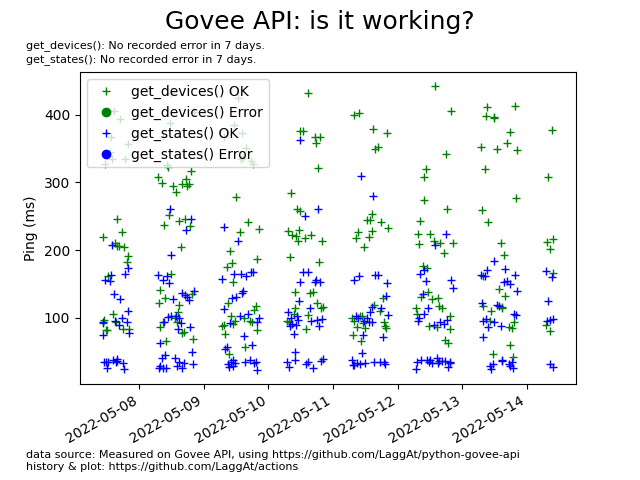 Govee API: is it working?
get_devices(): No recorded error in 7 days.
get_states(): No recorded error in 7 days.
get_devices() OK
get_devices() Error
get_states() OK
get_states() Error
Ping (ms)
400
300
200
100
2022-05-08
2022-05-09
2022-05-10
2022-05-11
2022-05-12
2022-05-13
2022-05-14
data source: Measured on Govee API, using https://github.com/LaggAt/python-govee-api
history & plot: https://github.com/LaggAt/actions